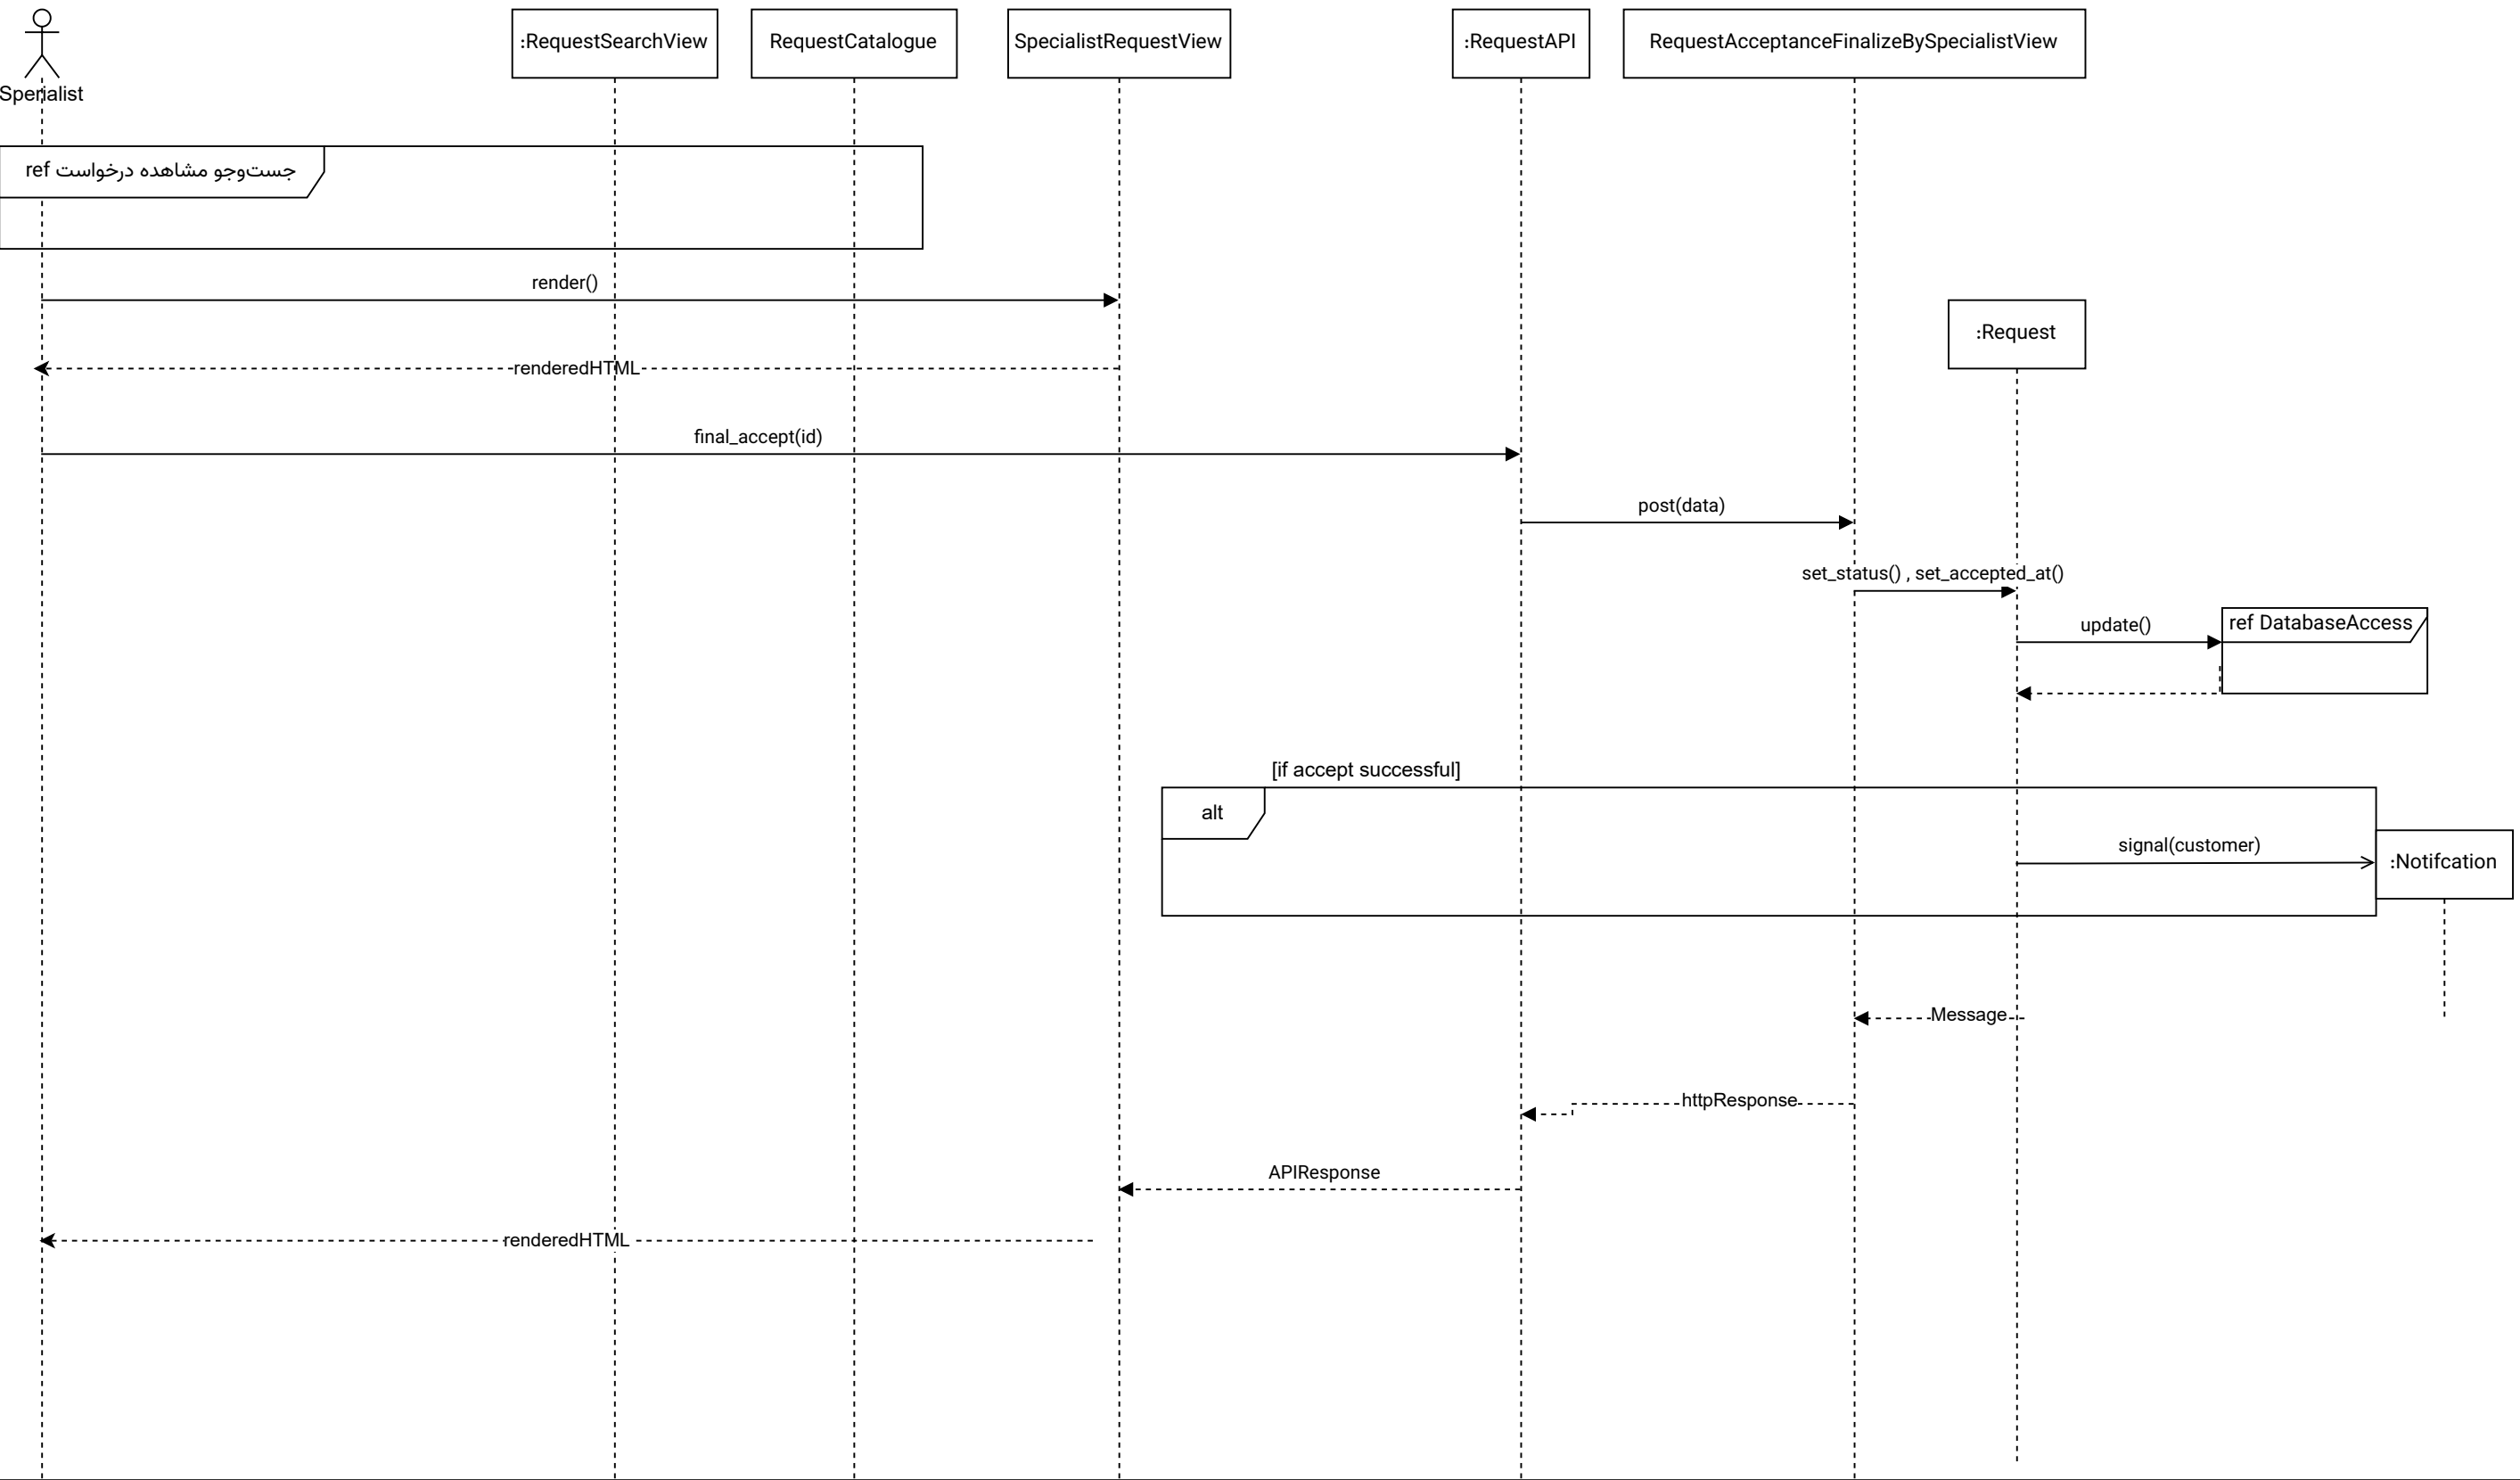 :RequestSearchView
RequestCatalogue
SpecialistRequestView
:RequestAPI
RequestAcceptanceFinalizeBySpecialistView
Sperialist
ref جست‌وجو مشاهده درخواست
render()
:Request
renderedHTML
final_accept(id)
post(data)
set_status() , set_accepted_at()
update()
ref DatabaseAccess
[if accept successful]
alt
signal(customer)
:Notifcation
Message
httpResponse
APIResponse
renderedHTML